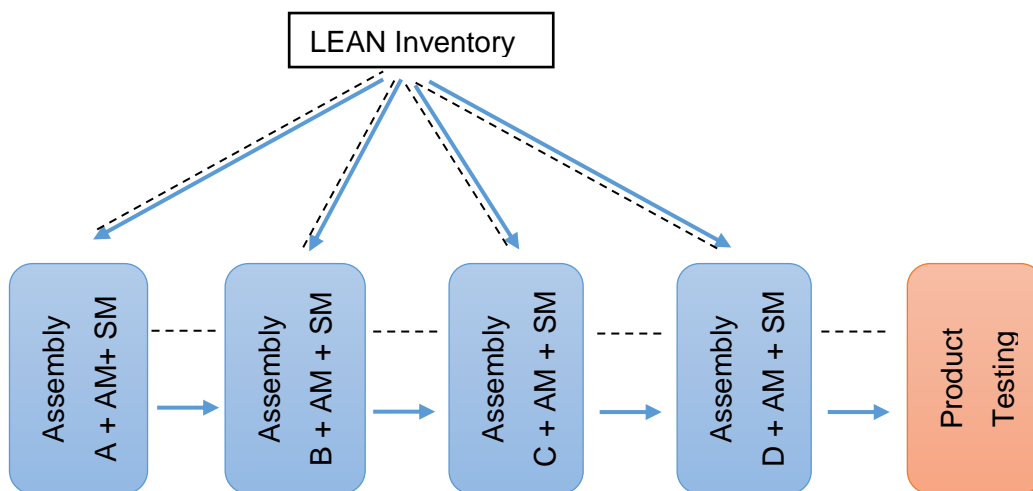 LEAN Inventory
Assembly
A + AM+ SM
Assembly
B + AM + SM
Assembly
C + AM + SM
Assembly
D + AM + SM
Product
Testing